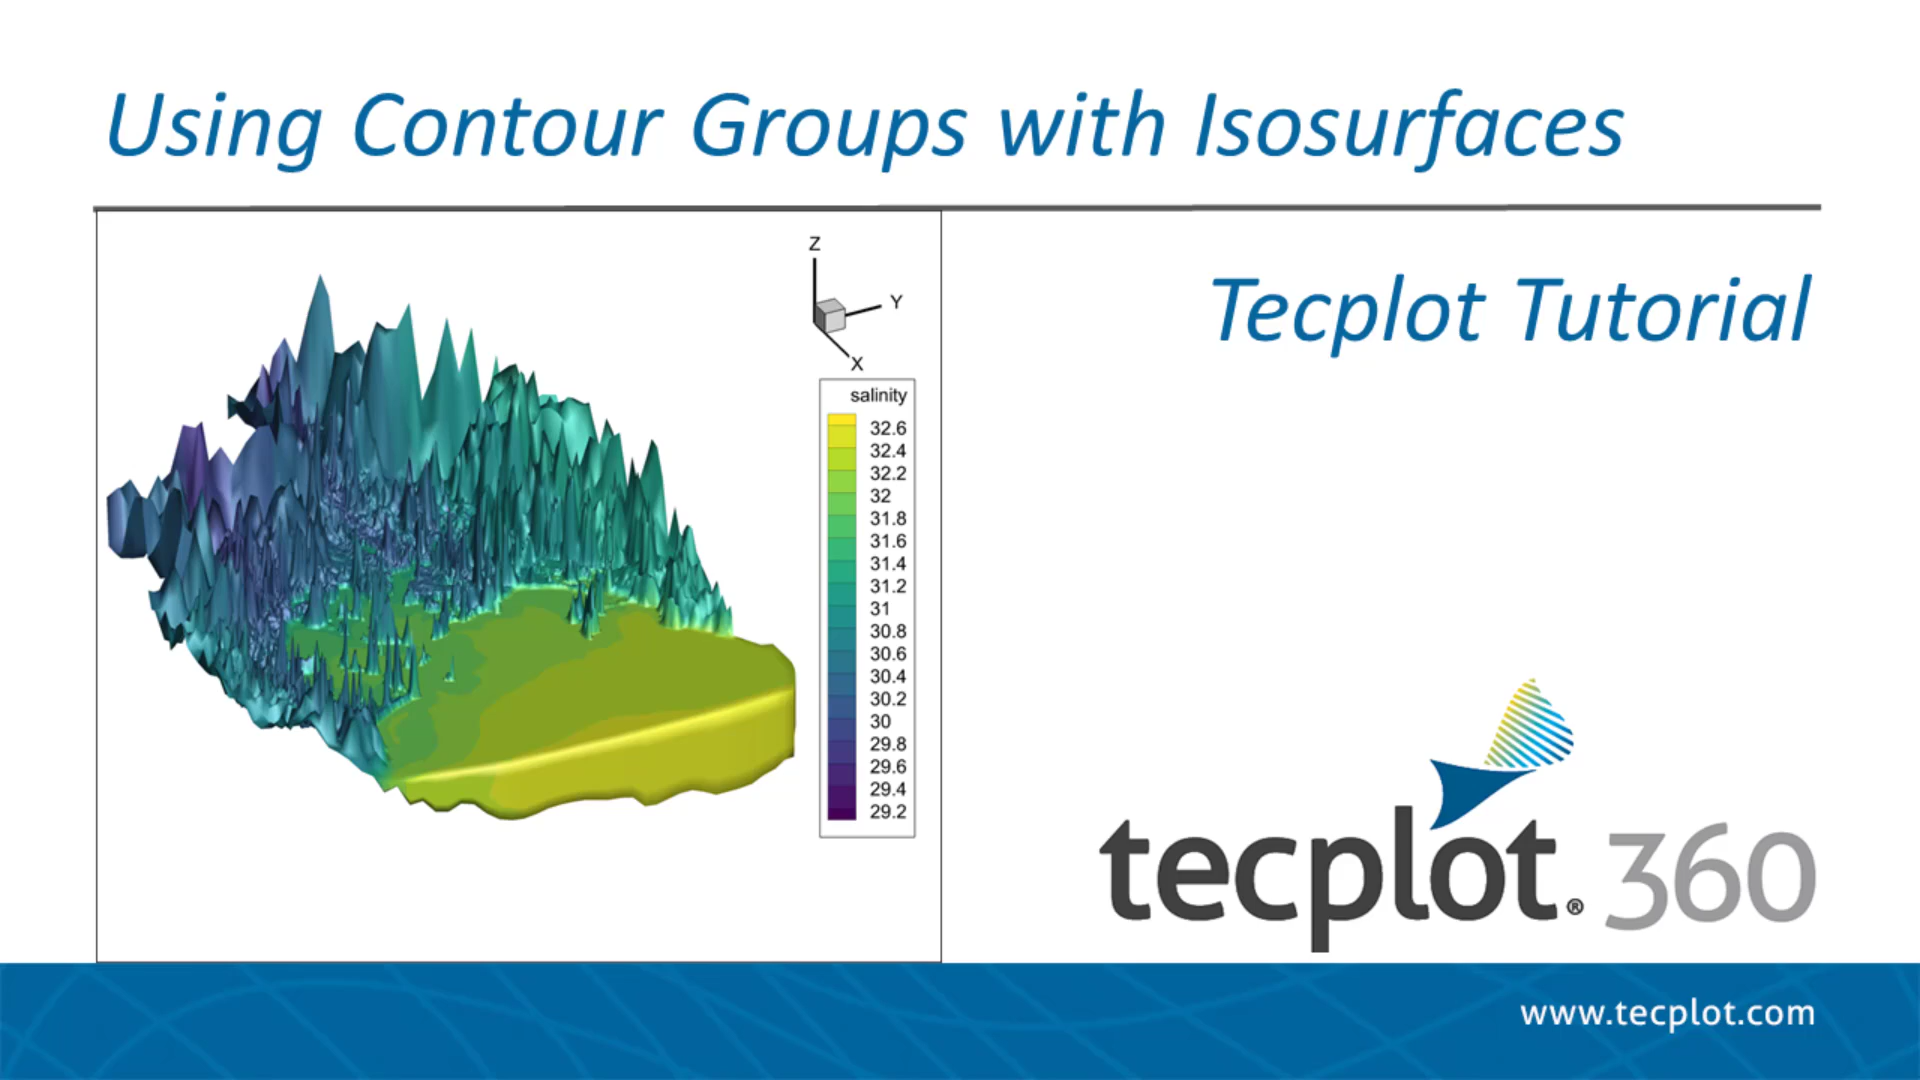 Using Contour Groups with Isosurfaces
Tecplot Tutorial
Z
Y
X
salinity
32.6
32.4
32.2
32
31.8
31.6
31.4
31.2
31
30.8
30.6
30.4
30.2
30
29.8
29.6
29.4
29.2
tecplot® 360
www.tecplot.com